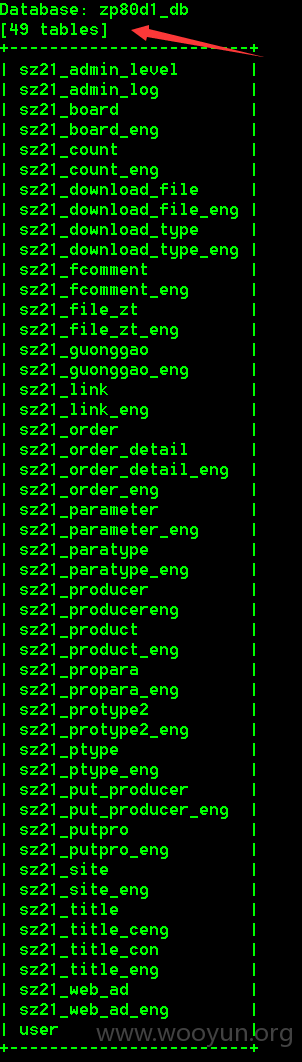 Database: zp80d1_db
[49 tables]
+-----------------------+
| sz21_admin_level |
| sz21_admin_log |
| sz21_board |
| sz21_board_eng |
| sz21_count |
| sz21_count_eng |
| sz21_download_file |
| sz21_download_file_eng |
| sz21_download_type |
| sz21_download_type_eng |
| sz21_fcomment |
| sz21_fcomment_eng |
| sz21_file_zt |
| sz21_file_zt_eng |
| sz21_guonggao |
| sz21_guonggao_eng |
| sz21_link |
| sz21_link_eng |
| sz21_order |
| sz21_order_detail |
| sz21_order_detail_eng |
| sz21_order_eng |
| sz21_parameter |
| sz21_parameter_eng |
| sz21_paratype |
| sz21_paratype_eng |
| sz21_producer |
| sz21_producereng |
| sz21_product |
| sz21_product_eng |
| sz21_propara |
| sz21_propara_eng |
| sz21_protype2 |
| sz21_protype2_eng |
| sz21_ptype |
| sz21_ptype_eng |
| sz21_put_producer |
| sz21_put_producer_eng |
| sz21_putpro |
| sz21_putpro_eng |
| sz21_site |
| sz21_site_eng |
| sz21_title |
| sz21_title_ceng |
| sz21_title_con |
| sz21_title_eng |
| sz21_web_ad |
| sz21_web_ad_eng |
| user |
+-----------------------+
www.wooyun.org